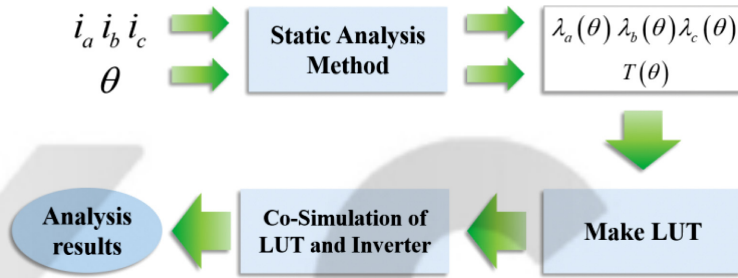 i_a i_b i_c
θ
Static Analysis
Method
λ_a(θ) λ_b(θ) λ_c(θ)
T(θ)
Make LUT
Co-Simulation of
LUT and Inverter
Analysis
results